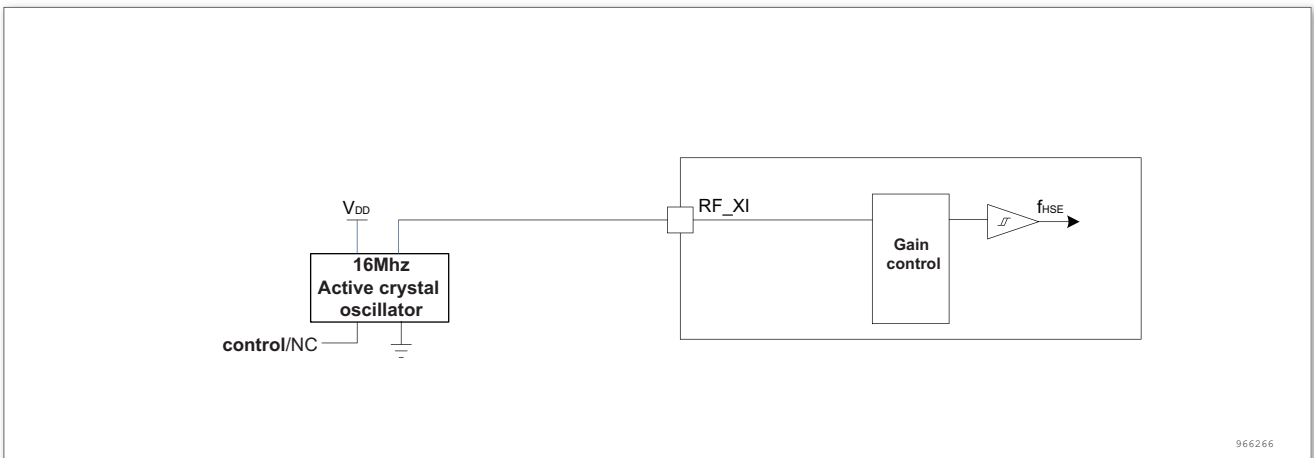 VDD
RF_XI
fHSE
16Mhz
Active crystal
oscillator
Gain
control
control/NC
966266